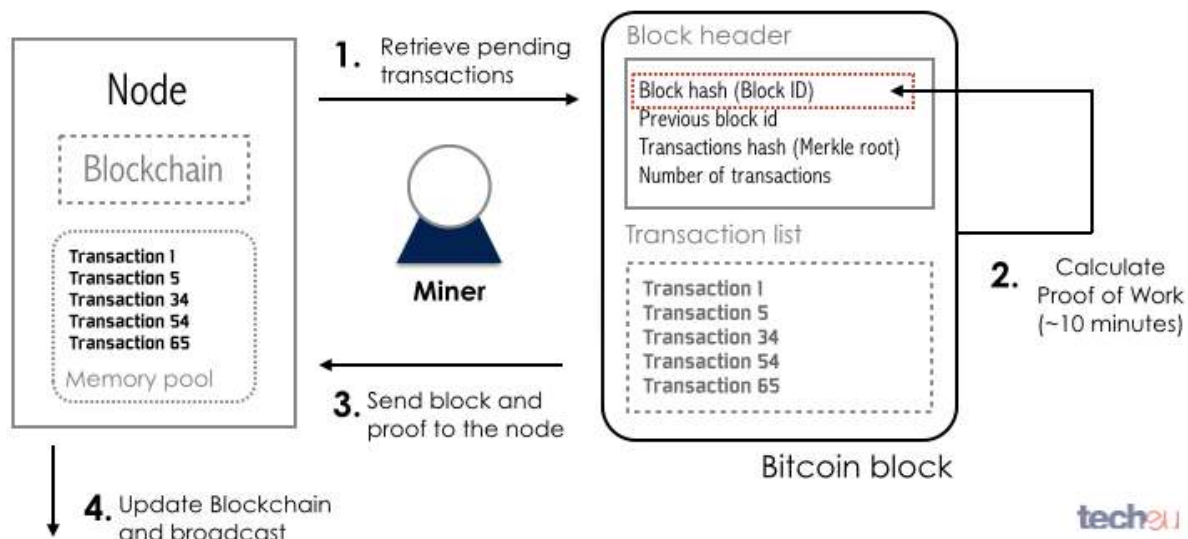 Node
Blockchain
Transaction 1
Transaction 5
Transaction 34
Transaction 54
Transaction 65
Memory pool
1. Retrieve pending
transactions
Miner
Block header
Block hash (Block ID)
Previous block id
Transactions hash (Merkle root)
Number of transactions
Transaction list
Transaction 1
Transaction 5
Transaction 34
Transaction 54
Transaction 65
Bitcoin block
2. Calculate
Proof of Work
(~10 minutes)
3. Send block and
proof to the node
4. Update Blockchain
and broadcast
techeu